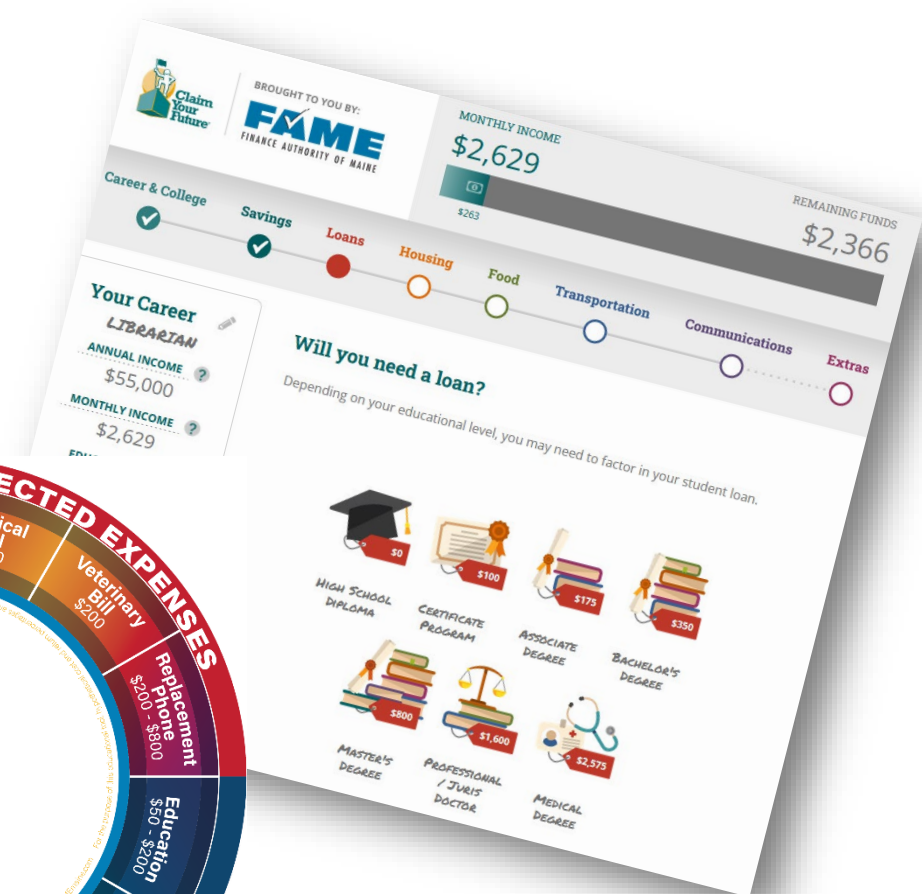 Claim
Your
Future
BROUGHT TO YOU BY:
FAME
FINANCE AUTHORITY OF MAINE
MONTHLY INCOME
$2,629
$263
REMAINING FUNDS
$2,366
Career & College
Savings
Loans
Housing
Food
Transportation
Communications
Extras
Your Career
LIBRARIAN
ANNUAL INCOME ?
$55,000
MONTHLY INCOME ?
$2,629
Will you need a loan?
Depending on your educational level, you may need to factor in your student loan.
$0
HIGH SCHOOL
DIPLOMA
$100
CERTIFICATE
PROGRAM
$175
ASSOCIATE
DEGREE
$350
BACHELOR'S
DEGREE
$800
MASTER'S
DEGREE
$1,600
PROFESSIONAL
/ JURIS
DOCTOR
$2,575
MEDICAL
DEGREE
ECTED EXPENSES
ical
Veterinary
Bill
$200
Replacement
Phone
$200 - $800
Education
$50 - $200